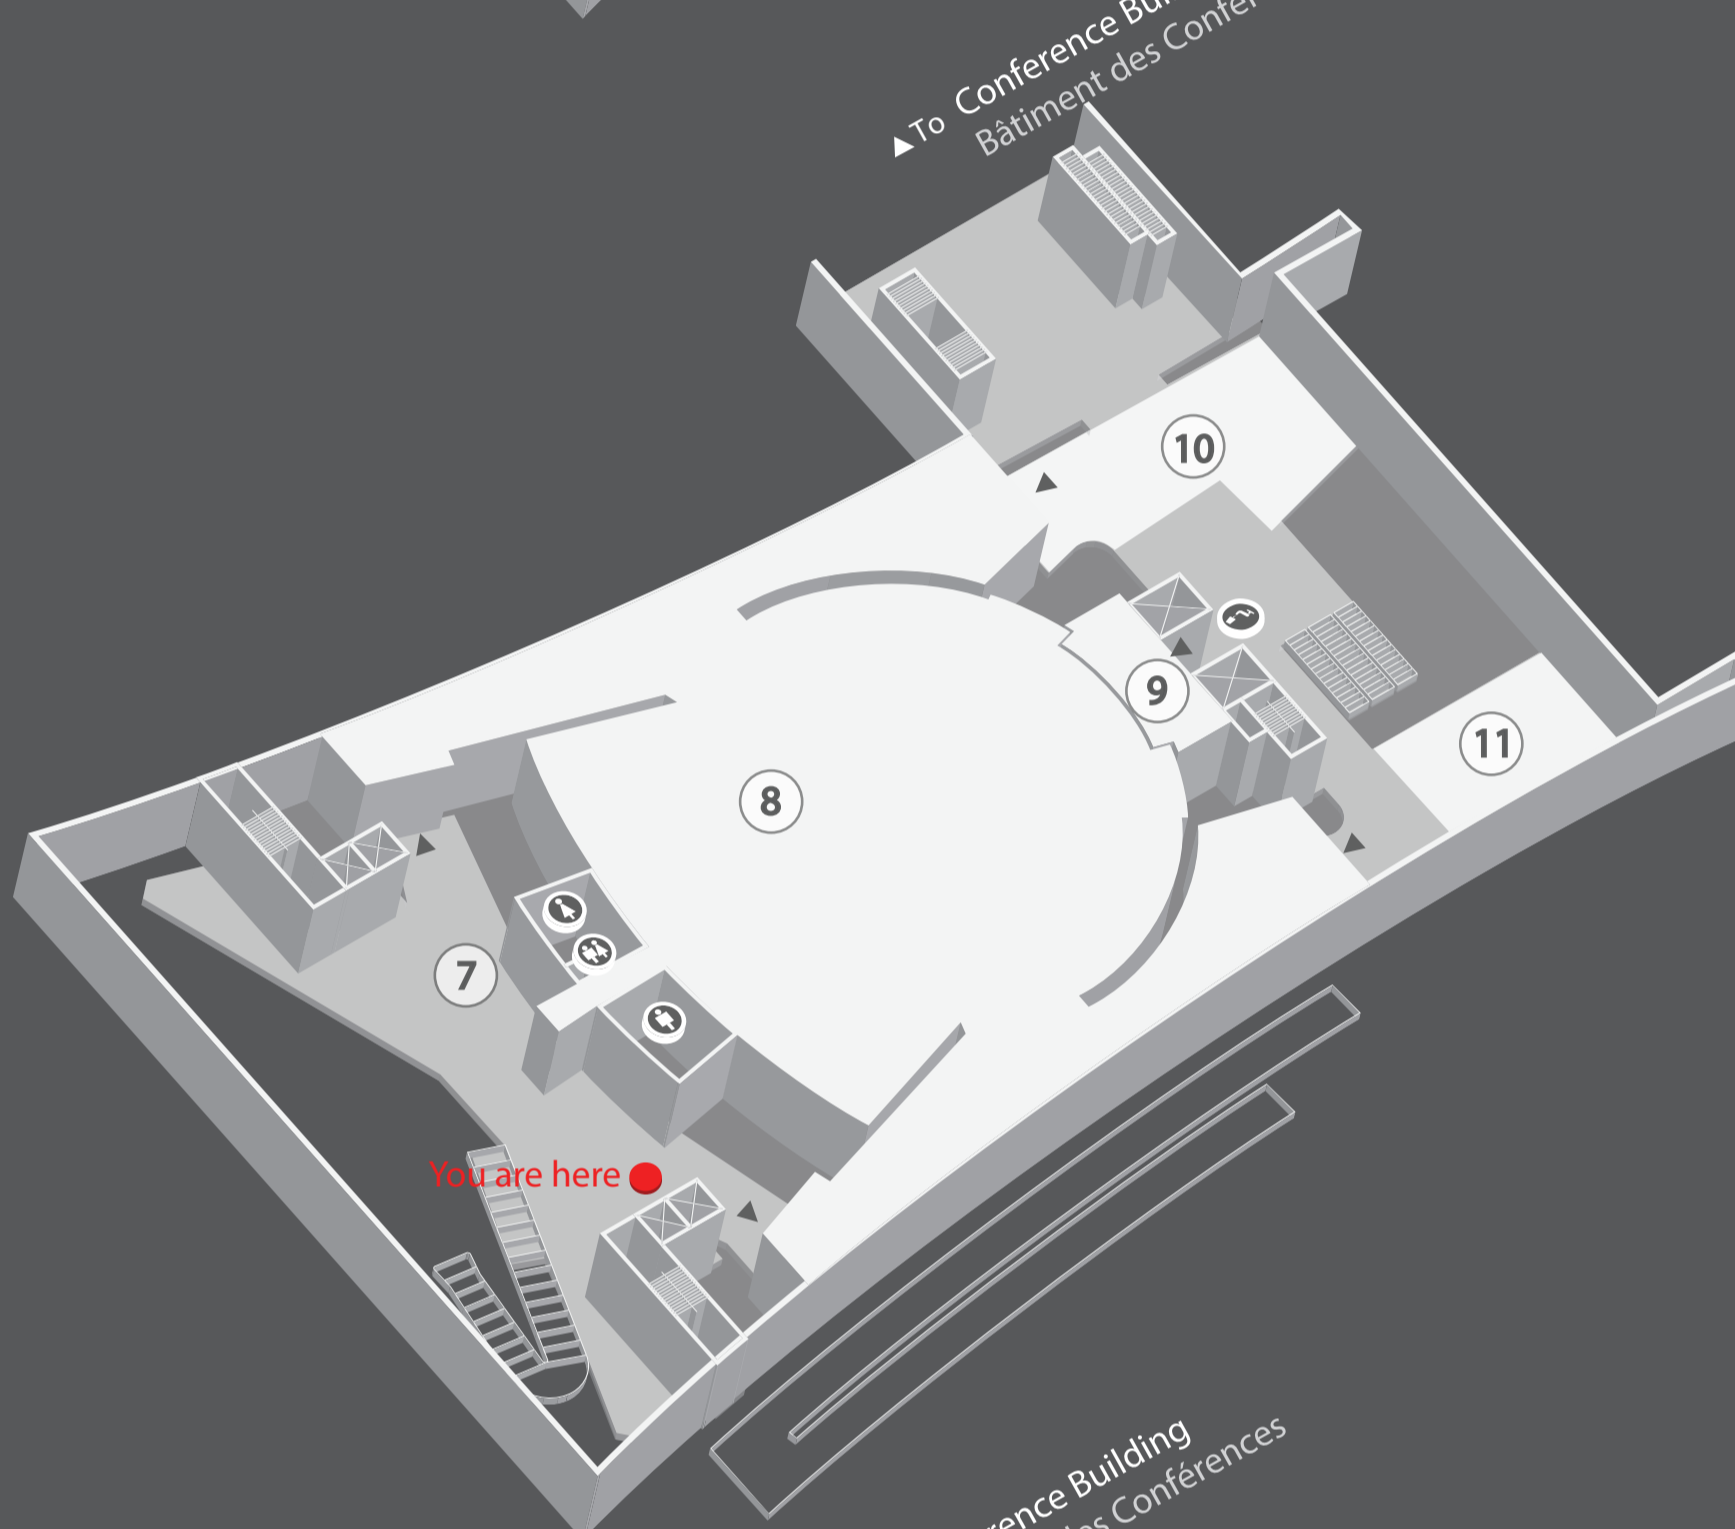 To Conference
Bâtiment des
10
9
11
8
7
You are here
Building
Conférences